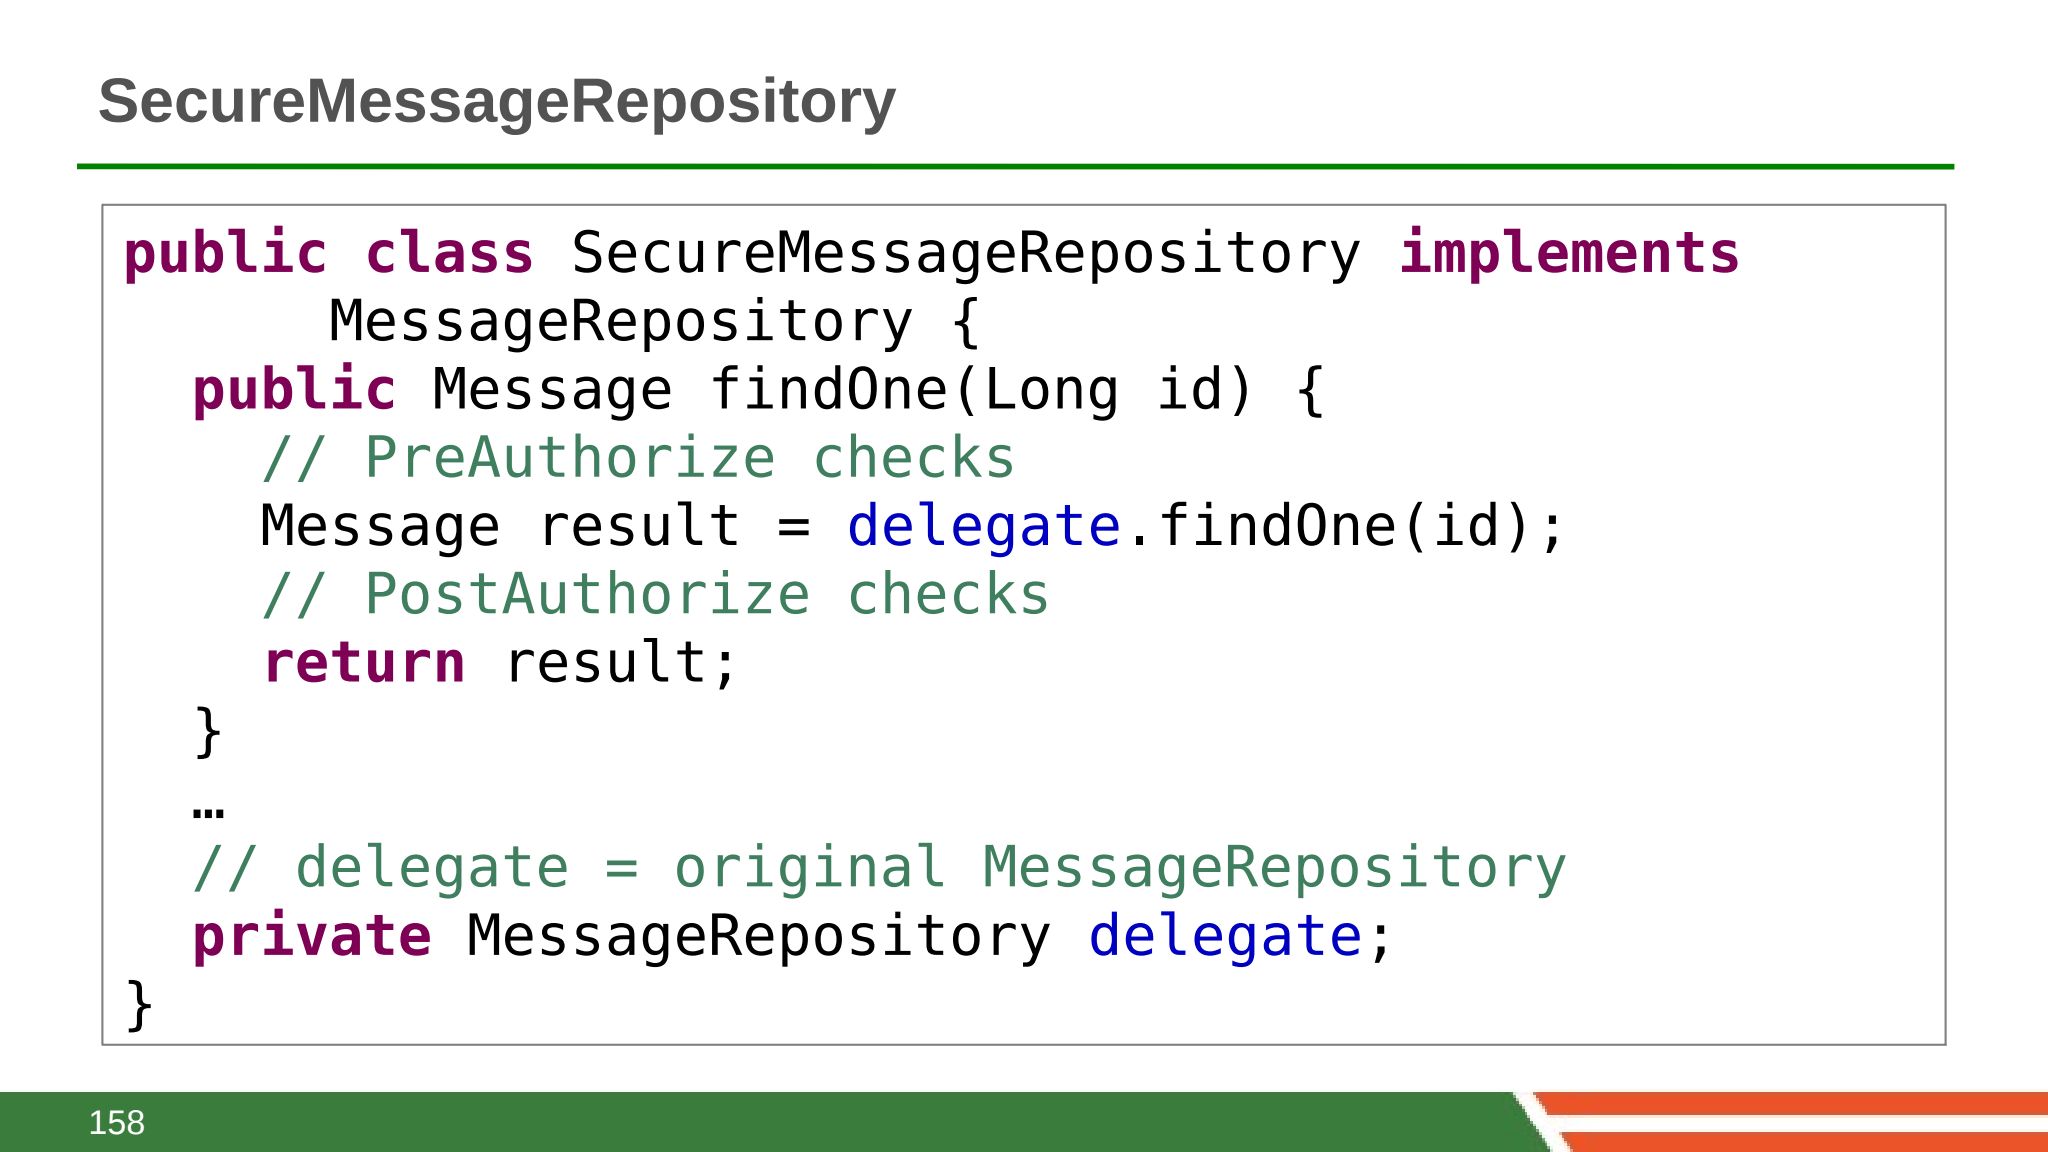 SecureMessageRepository
public class SecureMessageRepository implements
MessageRepository {
public Message findOne(Long id) {
// PreAuthorize checks
Message result = delegate.findOne(id);
// PostAuthorize checks
return result;
}
…
// delegate = original MessageRepository
private MessageRepository delegate;
}
158